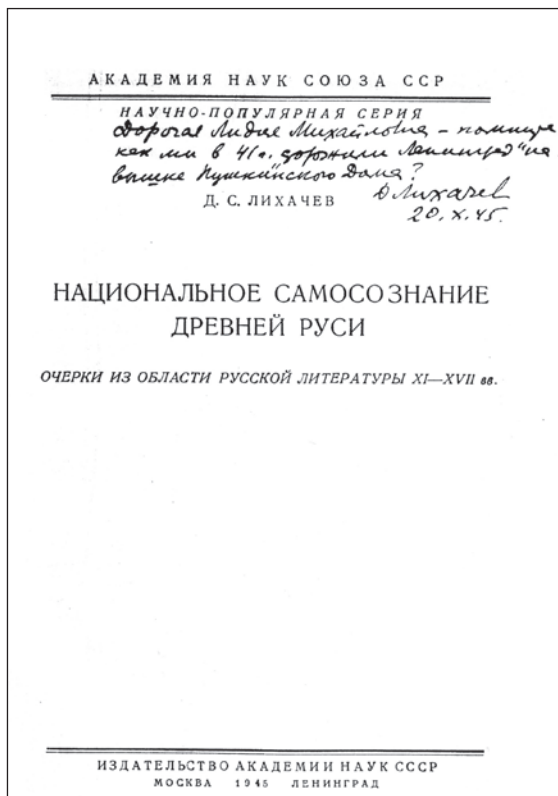 АКАДЕМИЯ НАУК СОЮЗА ССР
НАУЧНО-ПОПУЛЯРНАЯ СЕРИЯ
Дорогая Лидия Михайловна – помните
как мы в 41 г. Ленинград" на
вышке Пушкинского Дома?
Д Лихачев
20.X.45.
Д. С. ЛИХАЧЕВ
НАЦИОНАЛЬНОЕ САМОСОЗНАНИЕ
ДРЕВНЕЙ РУСИ
ОЧЕРКИ ИЗ ОБЛАСТИ РУССКОЙ ЛИТЕРАТУРЫ XI—XVII вв.
ИЗДАТЕЛЬСТВО АКАДЕМИИ НАУК СССР
МОСКВА 1945 ЛЕНИНГРАД